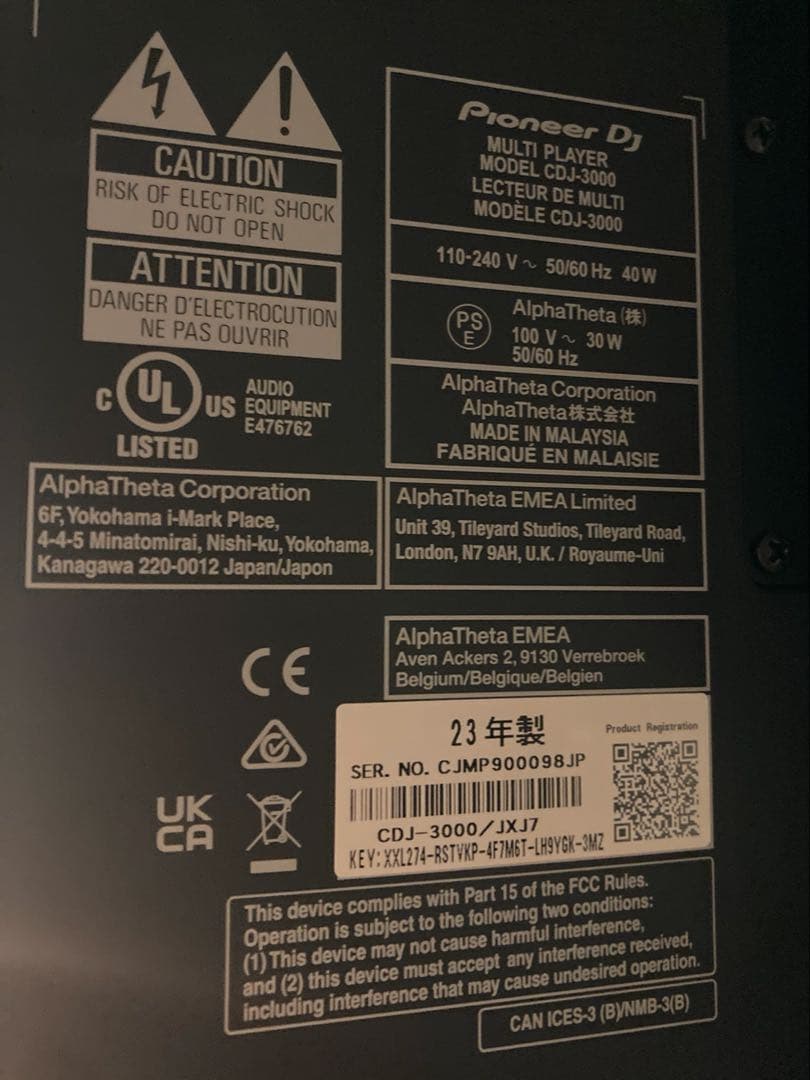 CAUTION
RISK OF ELECTRIC SHOCK
DO NOT OPEN
ATTENTION
DANGER D'ELECTROCUTION
NE PAS OUVRIR
C UL US
LISTED
AUDIO
EQUIPMENT
E476762
Pioneer Dj
MULTI PLAYER
MODEL CDJ-3000
LECTEUR DE MULTI
MODÈLE CDJ-3000
110-240 V ~ 50/60 Hz 40 W
PS
E
AlphaTheta (株)
100 V ~ 30 W
50/60 Hz
AlphaTheta Corporation
AlphaTheta株式会社
MADE IN MALAYSIA
FABRIQUÉ EN MALAISIE
AlphaTheta Corporation
6F, Yokohama i-Mark Place,
4-4-5 Minatomirai, Nishi-ku, Yokohama,
Kanagawa 220-0012 Japan/Japon
AlphaTheta EMEA Limited
Unit 39, Tileyard Studios, Tileyard Road,
London, N7 9AH, U.K. / Royaume-Uni
AlphaTheta EMEA
Aven Ackers 2, 9130 Verrebroek
Belgium/Belgique/Belgien
CE
UK
CA
23年製
Product Registration
SER. NO. CJMP900098JP
CDJ-3000/JXJ7
KEY:XXL274-RSTVKP-4F7M6T-LH9YGK-3MZ
This device complies with Part 15 of the FCC Rules.
Operation is subject to the following two conditions:
(1) This device may not cause harmful interference,
and (2) this device must accept any interference received,
including interference that may cause undesired operation.
CAN ICES-3 (B)/NMB-3(B)